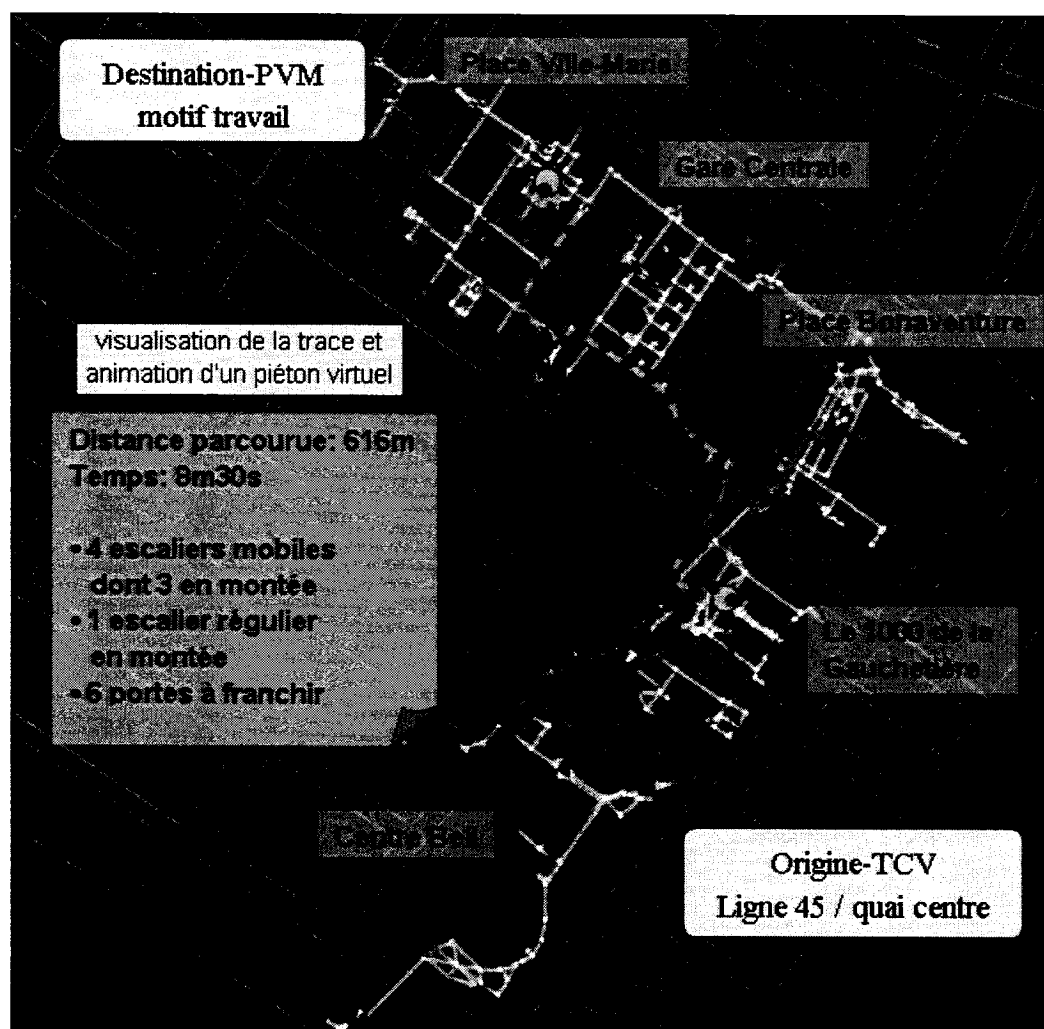 Destination-PVM
motif travail
Place Ville-Marie
Gare Centrale
Place Bonaventure
visualisation de la trace et
animation d'un piéton virtuel
Distance parcourue: 616m
Temps: 8m30s
• 4 escaliers mobiles
dont 3 en montée
• 1 escalier régulier
en montée
• 6 portes à franchir
Le 1000 de la
Gauchetière
Centre Bell
Origine-TCV
Ligne 45 / quai centre